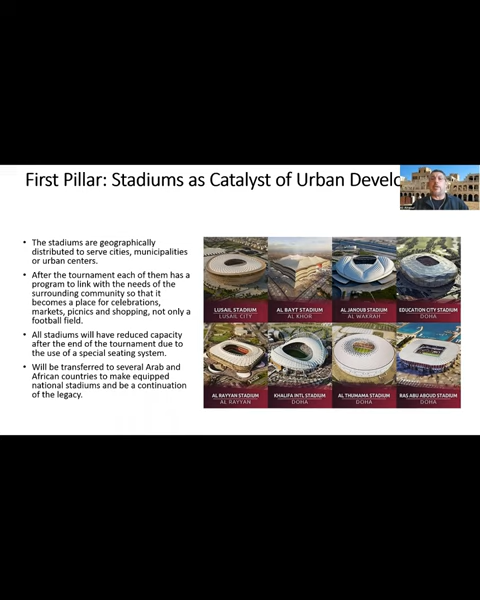 First Pillar: Stadiums as Catalyst of Urban Develo
• The stadiums are geographically
distributed to serve cities, municipalities
or urban centers.
• After the tournament each of them has a
program to link with the needs of the
surrounding community so that it
becomes a place for celebrations,
markets, picnics and shopping, not only a
football field.
• All stadiums will have reduced capacity
after the end of the tournament due to
the use of a special seating system.
• Will be transferred to several Arab and
African countries to make equipped
national stadiums and be a continuation
of the legacy.
LUSAIL STADIUM
LUSAIL CITY
AL BAYT STADIUM
AL KHOR
AL JANOUB STADIUM
AL WAKRAH
EDUCATION CITY STADIUM
DOHA
AL RAYYAN STADIUM
AL RAYYAN
KHALIFA INTL STADIUM
DOHA
AL THUMAMA STADIUM
DOHA
RAS ABU ABOUD STADIUM
DOHA